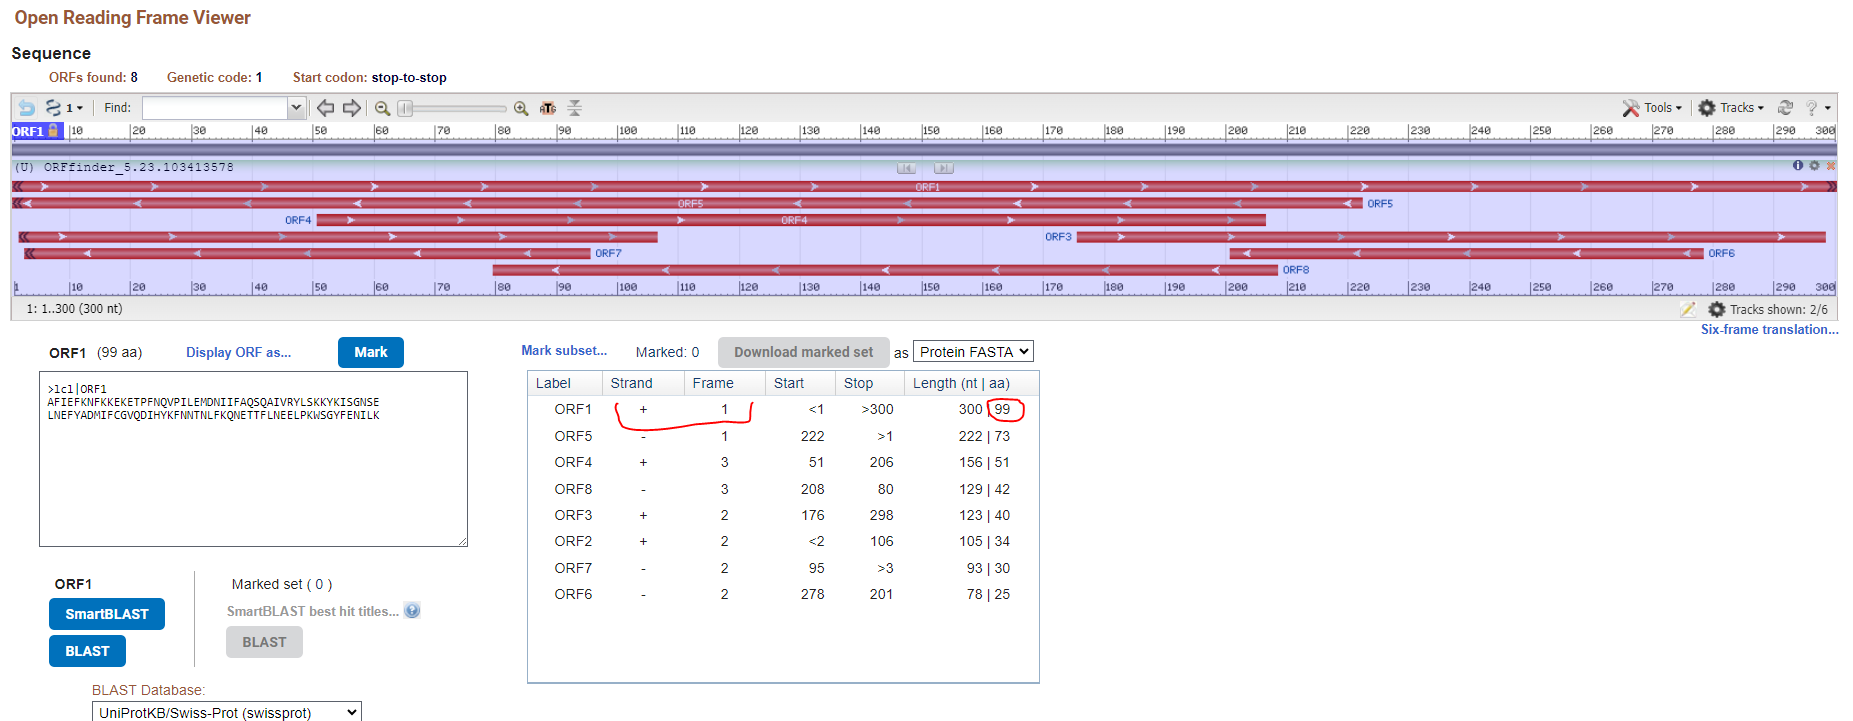 Open Reading Frame Viewer
Sequence
ORFs found: 8 Genetic code: 1 Start codon: stop-to-stop
1 Find: ATG Tools Tracks ?
ORF1 10 20 30 40 50 60 70 80 90 100 110 120 130 140 150 160 170 180 190 200 210 220 230 240 250 260 270 280 290 300
(U) ORFfinder_5.23.103413578
ORF1
ORF5 ORF5
ORF4 ORF4
ORF3
ORF7 ORF6
ORF8
1 10 20 30 40 50 60 70 80 90 100 110 120 130 140 150 160 170 180 190 200 210 220 230 240 250 260 270 280 290 300
1: 1..300 (300 nt) Tracks shown: 2/6
Six-frame translation...
ORF1 (99 aa) Display ORF as... Mark
Mark subset... Marked: 0 Download marked set as Protein FASTA
>lcl|ORF1
AFIEFKNFKKEKETPFNQVPILEMDNIIFAQSQAIVRYLSKKYKISGNSE
LNEFYADMIFCGVQDIHYKFNNTNLFKQNETTFLNEELPKWSGYFENILK
Label Strand Frame Start Stop Length (nt | aa)
ORF1 + 1 <1 >300 300 | 99
ORF5 - 1 222 >1 222 | 73
ORF4 + 3 51 206 156 | 51
ORF8 - 3 208 80 129 | 42
ORF3 + 2 176 298 123 | 40
ORF2 + 2 <2 106 105 | 34
ORF7 - 2 95 >3 93 | 30
ORF6 - 2 278 201 78 | 25
ORF1 Marked set ( 0 )
SmartBLAST SmartBLAST best hit titles... ?
BLAST BLAST
BLAST Database:
UniProtKB/Swiss-Prot (swissprot)